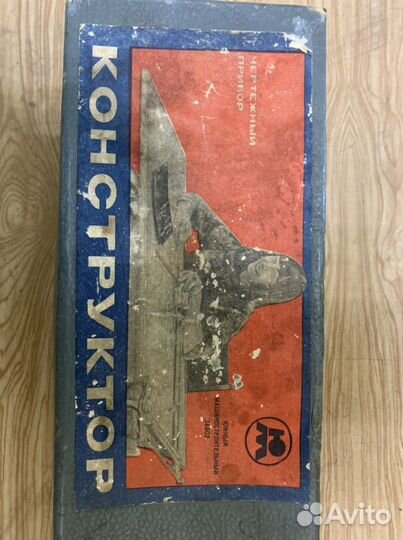 ЧЕРТЕЖНЫЙ
ПРИБОР
ЮМ
ЮЖНЫЙ
МАШИНОСТРОИТЕЛЬНЫЙ
ЗАВОД
КОНСТРУКТОР
Avito